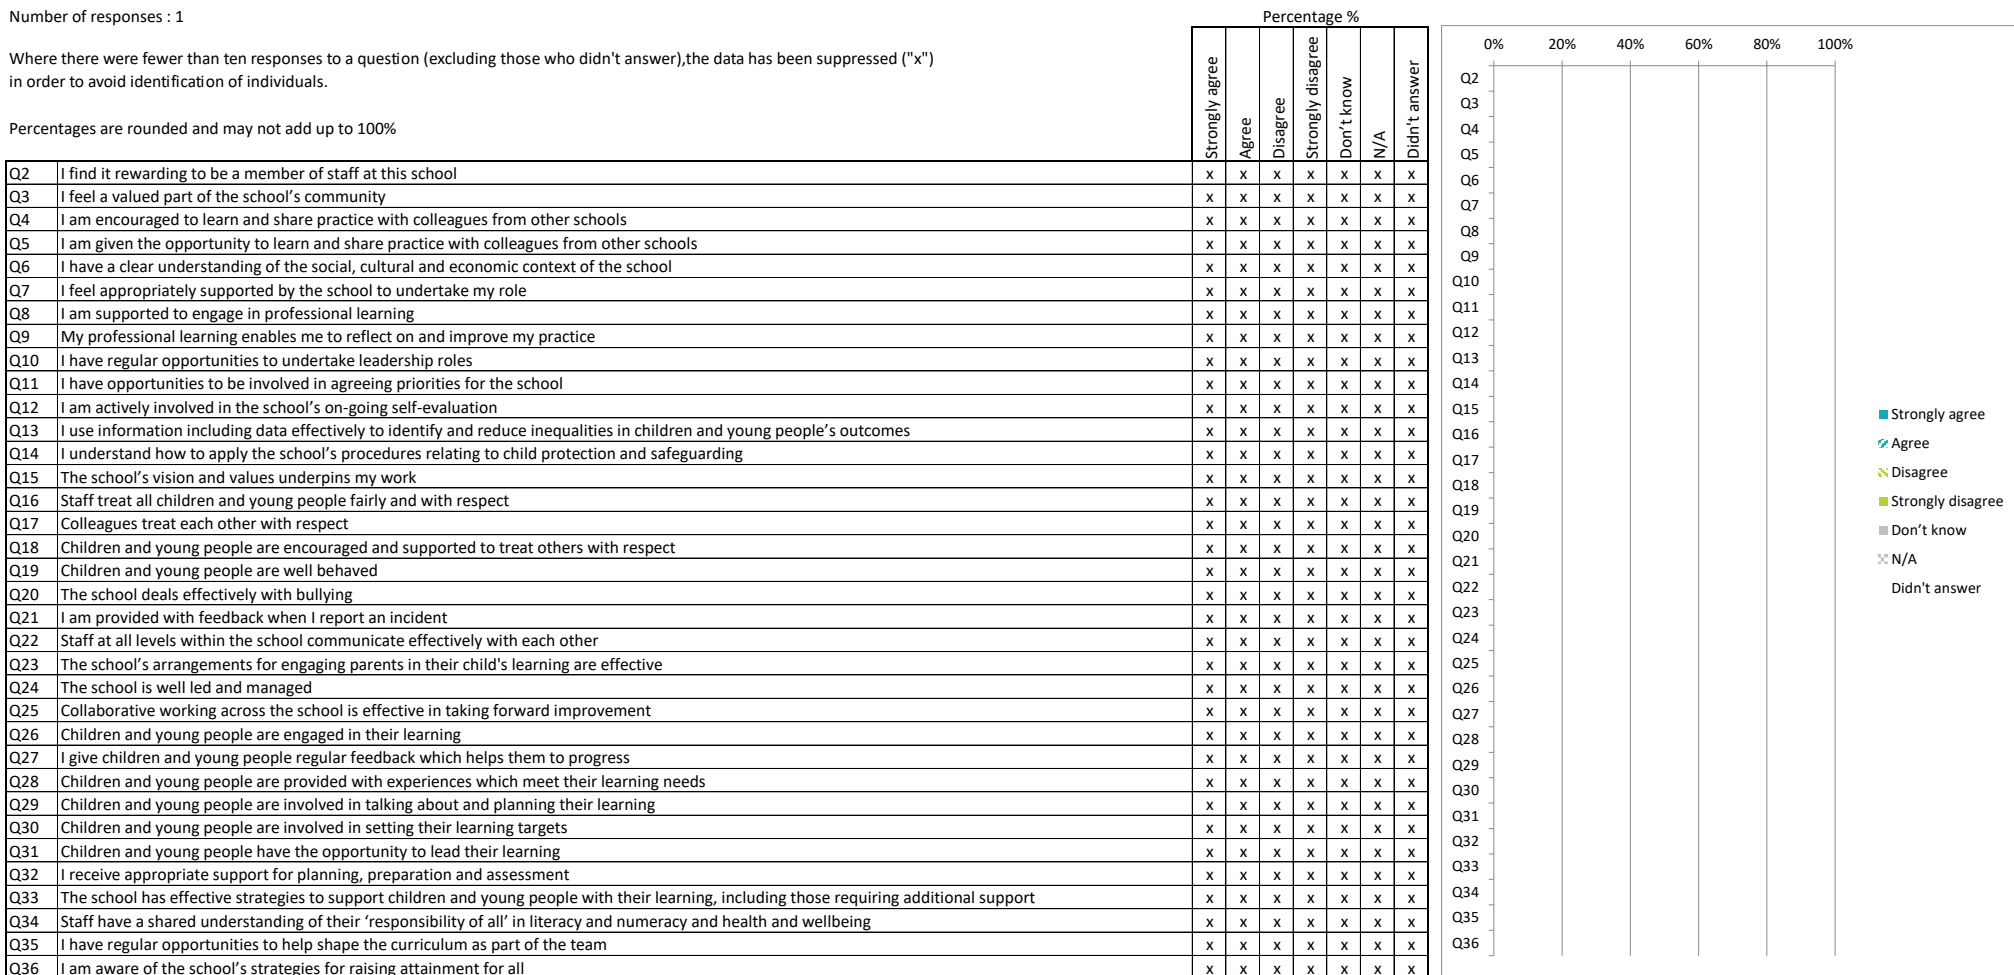 Number of responses : 1
Percentage %
Where there were fewer than ten responses to a question (excluding those who didn't answer),the data has been suppressed ("x")
in order to avoid identification of individuals.
Percentages are rounded and may not add up to 100%
Strongly agree
Agree
Disagree
Strongly disagree
Don't know
N/A
Didn't answer
Q2 I find it rewarding to be a member of staff at this school x x x x x x x
Q3 I feel a valued part of the school’s community x x x x x x x
Q4 I am encouraged to learn and share practice with colleagues from other schools x x x x x x x
Q5 I am given the opportunity to learn and share practice with colleagues from other schools x x x x x x x
Q6 I have a clear understanding of the social, cultural and economic context of the school x x x x x x x
Q7 I feel appropriately supported by the school to undertake my role x x x x x x x
Q8 I am supported to engage in professional learning x x x x x x x
Q9 My professional learning enables me to reflect on and improve my practice x x x x x x x
Q10 I have regular opportunities to undertake leadership roles x x x x x x x
Q11 I have opportunities to be involved in agreeing priorities for the school x x x x x x x
Q12 I am actively involved in the school’s on-going self-evaluation x x x x x x x
Q13 I use information including data effectively to identify and reduce inequalities in children and young people’s outcomes x x x x x x x
Q14 I understand how to apply the school’s procedures relating to child protection and safeguarding x x x x x x x
Q15 The school’s vision and values underpins my work x x x x x x x
Q16 Staff treat all children and young people fairly and with respect x x x x x x x
Q17 Colleagues treat each other with respect x x x x x x x
Q18 Children and young people are encouraged and supported to treat others with respect x x x x x x x
Q19 Children and young people are well behaved x x x x x x x
Q20 The school deals effectively with bullying x x x x x x x
Q21 I am provided with feedback when I report an incident x x x x x x x
Q22 Staff at all levels within the school communicate effectively with each other x x x x x x x
Q23 The school’s arrangements for engaging parents in their child's learning are effective x x x x x x x
Q24 The school is well led and managed x x x x x x x
Q25 Collaborative working across the school is effective in taking forward improvement x x x x x x x
Q26 Children and young people are engaged in their learning x x x x x x x
Q27 I give children and young people regular feedback which helps them to progress x x x x x x x
Q28 Children and young people are provided with experiences which meet their learning needs x x x x x x x
Q29 Children and young people are involved in talking about and planning their learning x x x x x x x
Q30 Children and young people are involved in setting their learning targets x x x x x x x
Q31 Children and young people have the opportunity to lead their learning x x x x x x x
Q32 I receive appropriate support for planning, preparation and assessment x x x x x x x
Q33 The school has effective strategies to support children and young people with their learning, including those requiring additional support x x x x x x x
Q34 Staff have a shared understanding of their ‘responsibility of all’ in literacy and numeracy and health and wellbeing x x x x x x x
Q35 I have regular opportunities to help shape the curriculum as part of the team x x x x x x x
Q36 I am aware of the school’s strategies for raising attainment for all x x x x x x x
0% 20% 40% 60% 80% 100%
Q2
Q3
Q4
Q5
Q6
Q7
Q8
Q9
Q10
Q11
Q12
Q13
Q14
Q15
Q16
Q17
Q18
Q19
Q20
Q21
Q22
Q23
Q24
Q25
Q26
Q27
Q28
Q29
Q30
Q31
Q32
Q33
Q34
Q35
Q36
Strongly agree
Agree
Disagree
Strongly disagree
Don’t know
N/A
Didn't answer